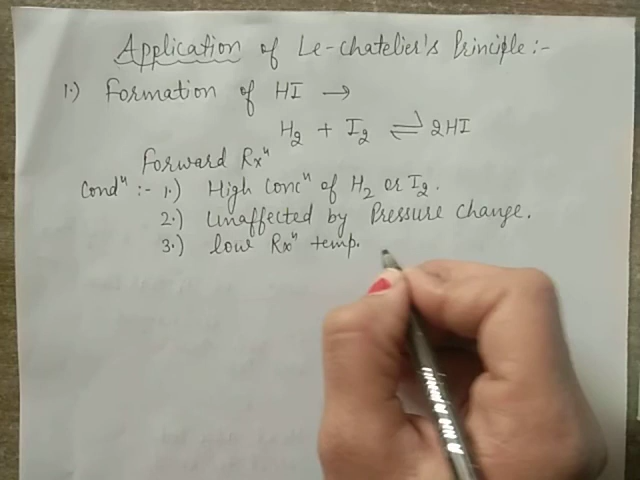 Application of Le-chatelier's Principle:-
1.) Formation of HI →
H2 + I2 ⇌ 2HI
Forward Rxⁿ
Condⁿ :- 1.) High Concⁿ of H2 or I2.
2.) Unaffected by Pressure Change.
3.) low Rxⁿ temp.